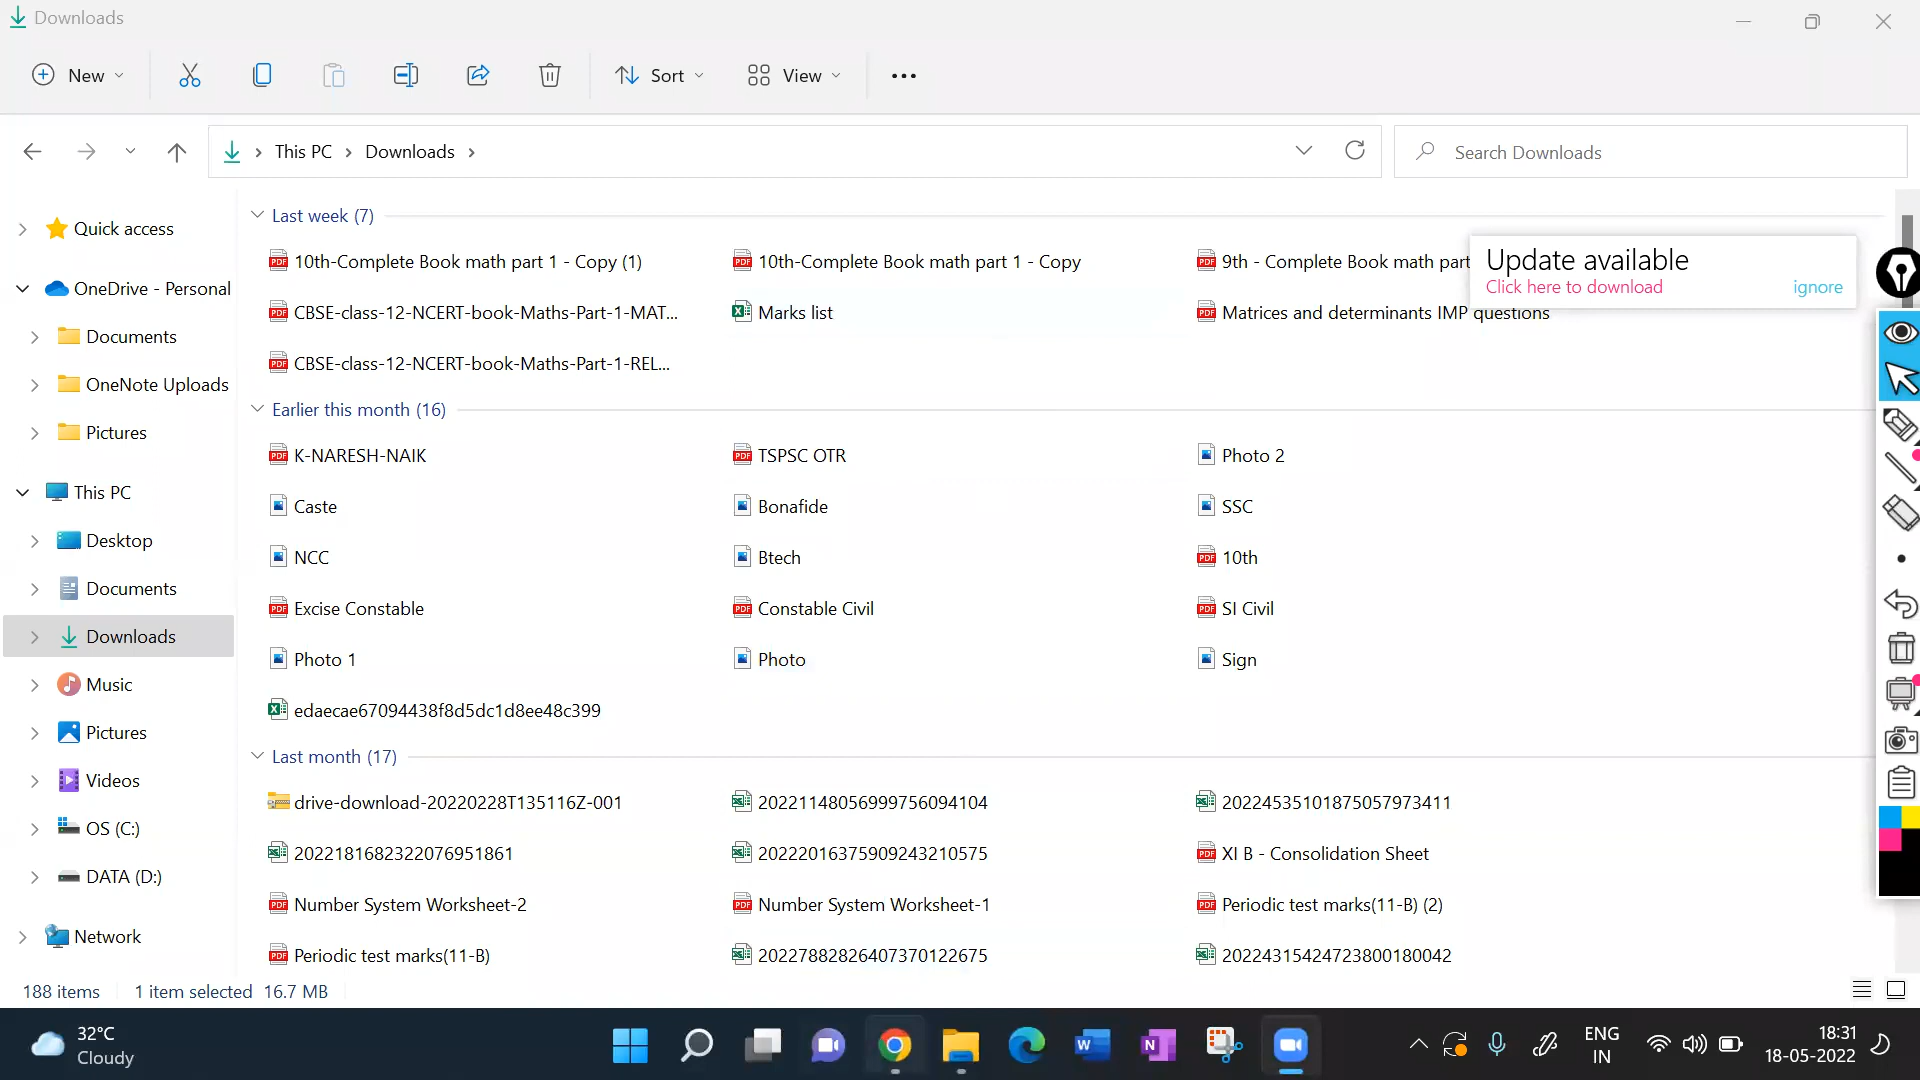 Downloads
New
Sort
View
This PC
Downloads
Search Downloads
Quick access
OneDrive - Personal
Documents
OneNote Uploads
Pictures
This PC
Desktop
Documents
Downloads
Music
Pictures
Videos
OS (C:)
DATA (D:)
Network
Last week (7)
10th-Complete Book math part 1 - Copy (1)
10th-Complete Book math part 1 - Copy
9th - Complete Book math part
CBSE-class-12-NCERT-book-Maths-Part-1-MAT...
Marks list
Matrices and determinants IMP questions
CBSE-class-12-NCERT-book-Maths-Part-1-REL...
Update available
Click here to download
ignore
Earlier this month (16)
K-NARESH-NAIK
TSPSC OTR
Photo 2
Caste
Bonafide
SSC
NCC
Btech
10th
Excise Constable
Constable Civil
SI Civil
Photo 1
Photo
Sign
edaecae67094438f8d5dc1d8ee48c399
Last month (17)
drive-download-20220228T135116Z-001
20221148056999756094104
20224535101875057973411
2022181682322076951861
20222016375909243210575
XI B - Consolidation Sheet
Number System Worksheet-2
Number System Worksheet-1
Periodic test marks(11-B) (2)
Periodic test marks(11-B)
20227882826407370122675
20224315424723800180042
188 items
1 item selected 16.7 MB
32°C
Cloudy
ENG
IN
18:31
18-05-2022